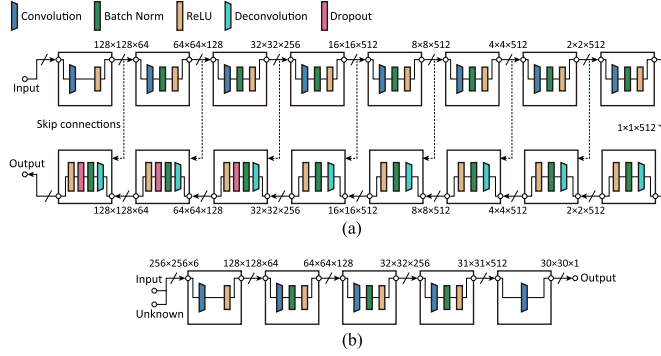 Convolution Batch Norm ReLU Deconvolution Dropout
128×128×64 64×64×128 32×32×256 16×16×512 8×8×512 4×4×512 2×2×512
Input
Skip connections
1×1×512
Output
128×128×64 64×64×128 32×32×256 16×16×512 8×8×512 4×4×512 2×2×512
(a)
256×256×6 128×128×64 64×64×128 32×32×256 31×31×512 30×30×1
Input
Output
Unknown
(b)